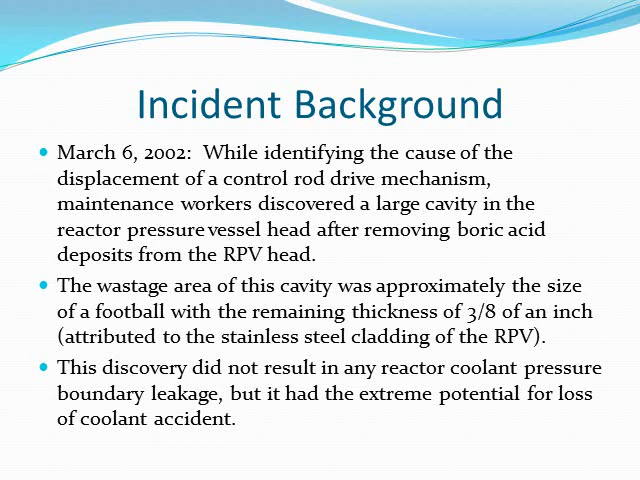 Incident Background
March 6, 2002:  While identifying the cause of the
displacement of a control rod drive mechanism,
maintenance workers discovered a large cavity in the
reactor pressure vessel head after removing boric acid
deposits from the RPV head.
The wastage area of this cavity was approximately the size
of a football with the remaining thickness of 3/8 of an inch
(attributed to the stainless steel cladding of the RPV).
This discovery did not result in any reactor coolant pressure
boundary leakage, but it had the extreme potential for loss
of coolant accident.